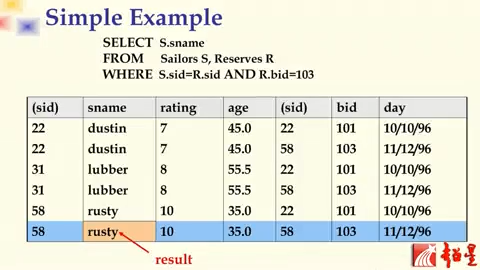 Simple Example
SELECT S.sname
FROM Sailors S, Reserves R
WHERE S.sid=R.sid AND R.bid=103
(sid) sname rating age (sid) bid day
22 dustin 7 45.0 22 101 10/10/96
22 dustin 7 45.0 58 103 11/12/96
31 lubber 8 55.5 22 101 10/10/96
31 lubber 8 55.5 58 103 11/12/96
58 rusty 10 35.0 22 101 10/10/96
58 rusty 10 35.0 58 103 11/12/96
result